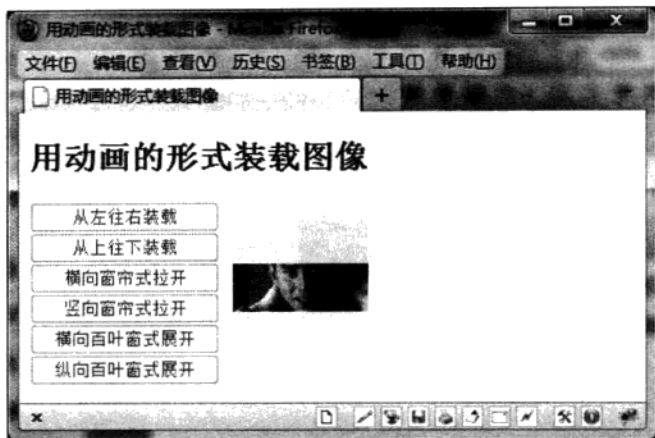 用动画的形式装载图像 - Mozilla Firefox
文件(F) 编辑(E) 查看(V) 历史(S) 书签(B) 工具(T) 帮助(H)
用动画的形式装载图像
用动画的形式装载图像
从左往右装载
从上往下装载
横向窗帘式拉开
竖向窗帘式拉开
横向百叶窗式展开
纵向百叶窗式展开